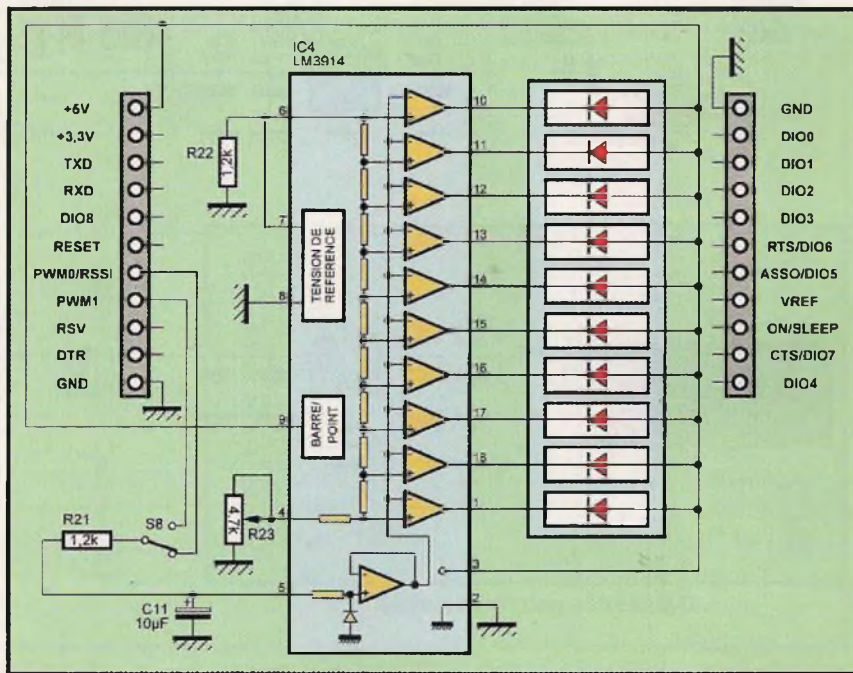 IC4
LM3914
+5V
+3,3V
TXD
RXD
DIO8
RESET
PWM0/RSSI
PWM1
RSV
DTR
GND
R22
1,2k
6
7
8
9
4
5
TENSION DE
REFERENCE
BARRE/
POINT
10
11
12
13
14
15
16
17
18
1
3
2
R21
1,2k
S8
4,7k
R23
C11
10µF
+
GND
DIO0
DIO1
DIO2
DIO3
RTS/DIO6
ASSO/DIO5
VREF
ON/SLEEP
CTS/DIO7
DIO4